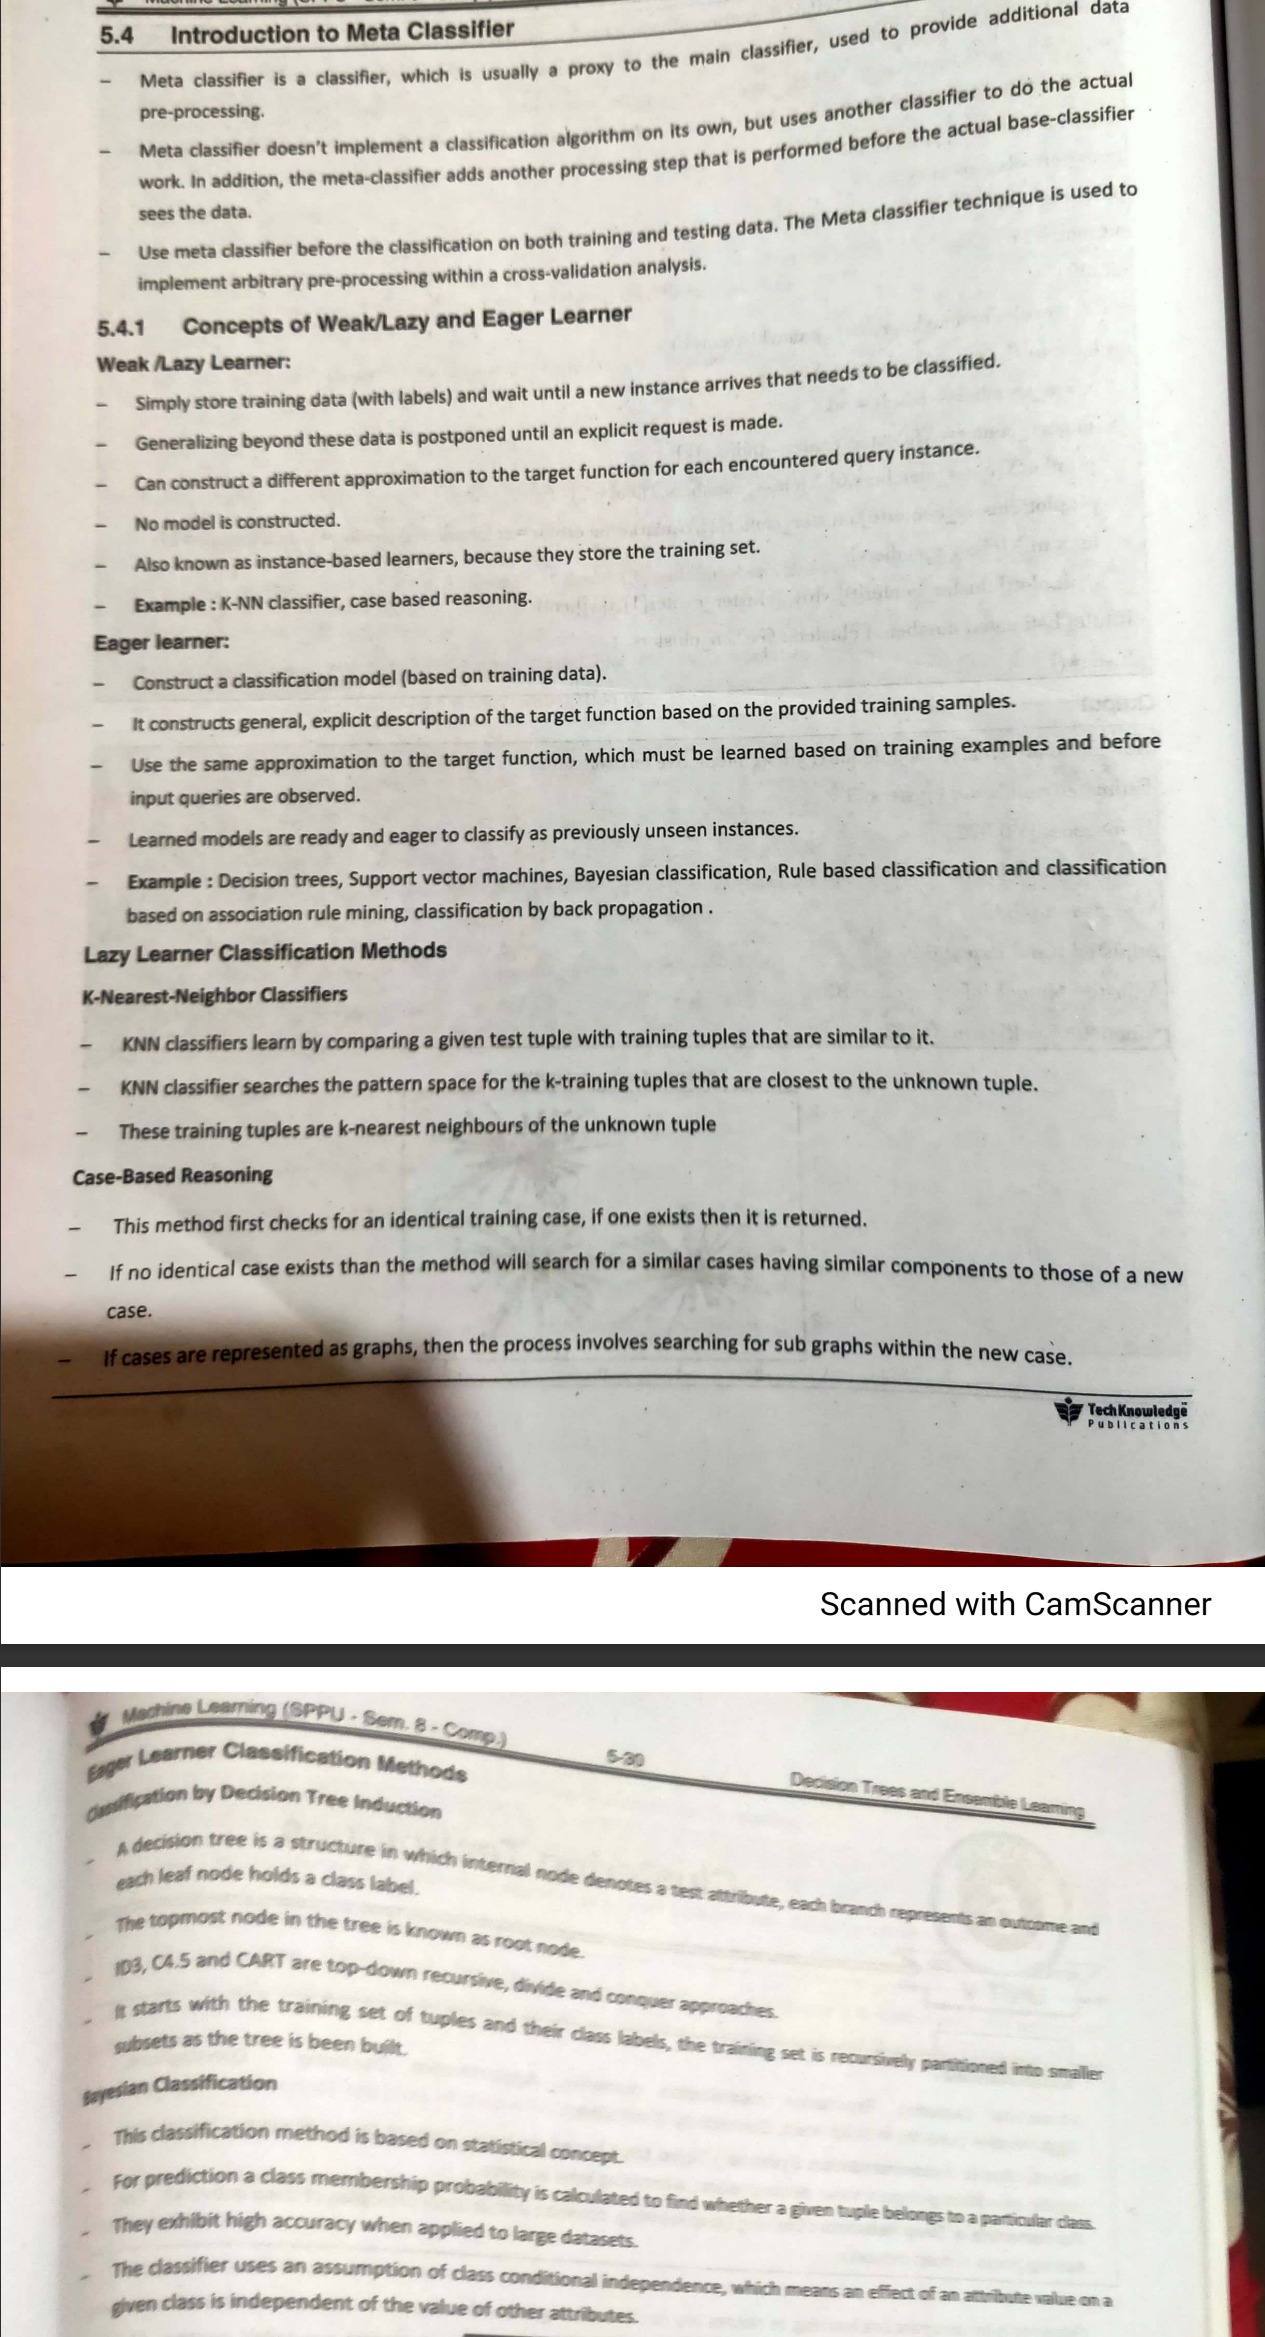 5.4 Introduction to Meta Classifier
– Meta classifier is a classifier, which is usually a proxy to the main classifier, used to provide additional data
pre-processing.
– Meta classifier doesn't implement a classification algorithm on its own, but uses another classifier to do the actual
work. In addition, the meta-classifier adds another processing step that is performed before the actual base-classifier
sees the data.
– Use meta classifier before the classification on both training and testing data. The Meta classifier technique is used to
implement arbitrary pre-processing within a cross-validation analysis.
5.4.1 Concepts of Weak/Lazy and Eager Learner
Weak /Lazy Learner:
– Simply store training data (with labels) and wait until a new instance arrives that needs to be classified.
– Generalizing beyond these data is postponed until an explicit request is made.
– Can construct a different approximation to the target function for each encountered query instance.
– No model is constructed.
– Also known as instance-based learners, because they store the training set.
– Example : K-NN classifier, case based reasoning.
Eager learner:
– Construct a classification model (based on training data).
– It constructs general, explicit description of the target function based on the provided training samples.
– Use the same approximation to the target function, which must be learned based on training examples and before
input queries are observed.
– Learned models are ready and eager to classify as previously unseen instances.
– Example : Decision trees, Support vector machines, Bayesian classification, Rule based classification and classification
based on association rule mining, classification by back propagation .
Lazy Learner Classification Methods
K-Nearest-Neighbor Classifiers
– KNN classifiers learn by comparing a given test tuple with training tuples that are similar to it.
– KNN classifier searches the pattern space for the k-training tuples that are closest to the unknown tuple.
– These training tuples are k-nearest neighbours of the unknown tuple
Case-Based Reasoning
– This method first checks for an identical training case, if one exists then it is returned.
– If no identical case exists than the method will search for a similar cases having similar components to those of a new
case.
– If cases are represented as graphs, then the process involves searching for sub graphs within the new case.
TechKnowledge
Publications
Scanned with CamScanner
Machine Learning (SPPU - Sem. 8 - Comp.) 5-30 Decision Trees and Ensemble Learning
Eager Learner Classification Methods
Classification by Decision Tree Induction
– A decision tree is a structure in which internal node denotes a test attribute, each branch represents an outcome and
each leaf node holds a class label.
– The topmost node in the tree is known as root node.
– ID3, C4.5 and CART are top-down recursive, divide and conquer approaches.
– It starts with the training set of tuples and their class labels, the training set is recursively partitioned into smaller
subsets as the tree is been built.
Bayesian Classification
– This classification method is based on statistical concept.
– For prediction a class membership probability is calculated to find whether a given tuple belongs to a particular class.
– They exhibit high accuracy when applied to large datasets.
– The classifier uses an assumption of class conditional independence, which means an effect of an attribute value on a
given class is independent of the value of other attributes.